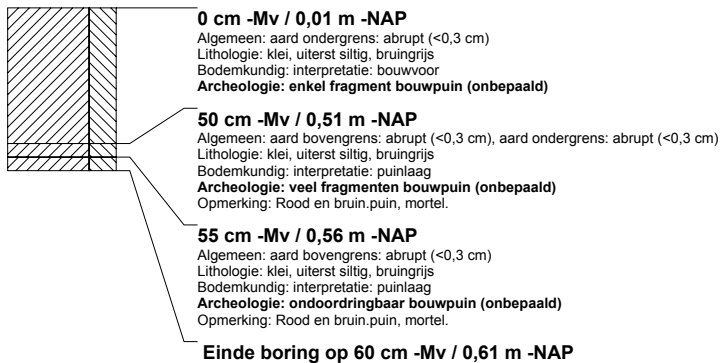 0 cm -Mv / 0,01 m -NAP
Algemeen: aard ondergrens: abrupt (<0,3 cm)
Lithologie: klei, uiterst siltig, bruingrijs
Bodemkundig: interpretatie: bouwvoor
Archeologie: enkel fragment bouwpuin (onbepaald)
50 cm -Mv / 0,51 m -NAP
Algemeen: aard bovengrens: abrupt (<0,3 cm), aard ondergrens: abrupt (<0,3 cm)
Lithologie: klei, uiterst siltig, bruingrijs
Bodemkundig: interpretatie: puinlaag
Archeologie: veel fragmenten bouwpuin (onbepaald)
Opmerking: Rood en bruin.puin, mortel.
55 cm -Mv / 0,56 m -NAP
Algemeen: aard bovengrens: abrupt (<0,3 cm)
Lithologie: klei, uiterst siltig, bruingrijs
Bodemkundig: interpretatie: puinlaag
Archeologie: ondoordringbaar bouwpuin (onbepaald)
Opmerking: Rood en bruin.puin, mortel.
Einde boring op 60 cm -Mv / 0,61 m -NAP